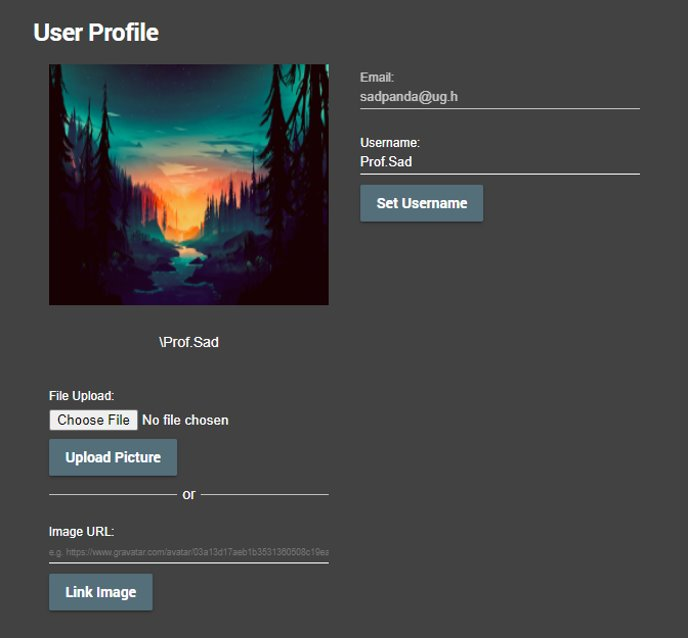 User Profile
Email:
sadpanda@ug.h
Username:
Prof.Sad
Set Username
\Prof.Sad
File Upload:
Choose File No file chosen
Upload Picture
or
Image URL:
e.g. https://www.gravatar.com/avatar/03a13d17aeb1b3531360508c19ea
Link Image